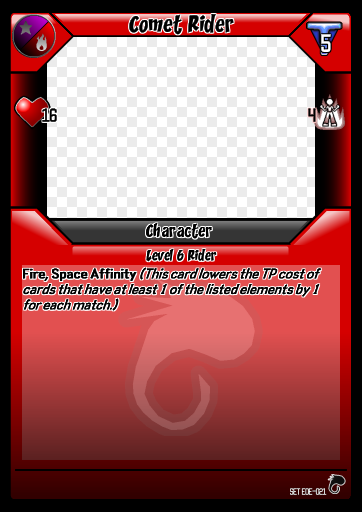 Comet Rider
5
16
4
Character
Level 6 Rider
Fire, Space Affinity (This card lowers the TP cost of
cards that have at least 1 of the listed elements by 1
for each match.)
SET EOE-021